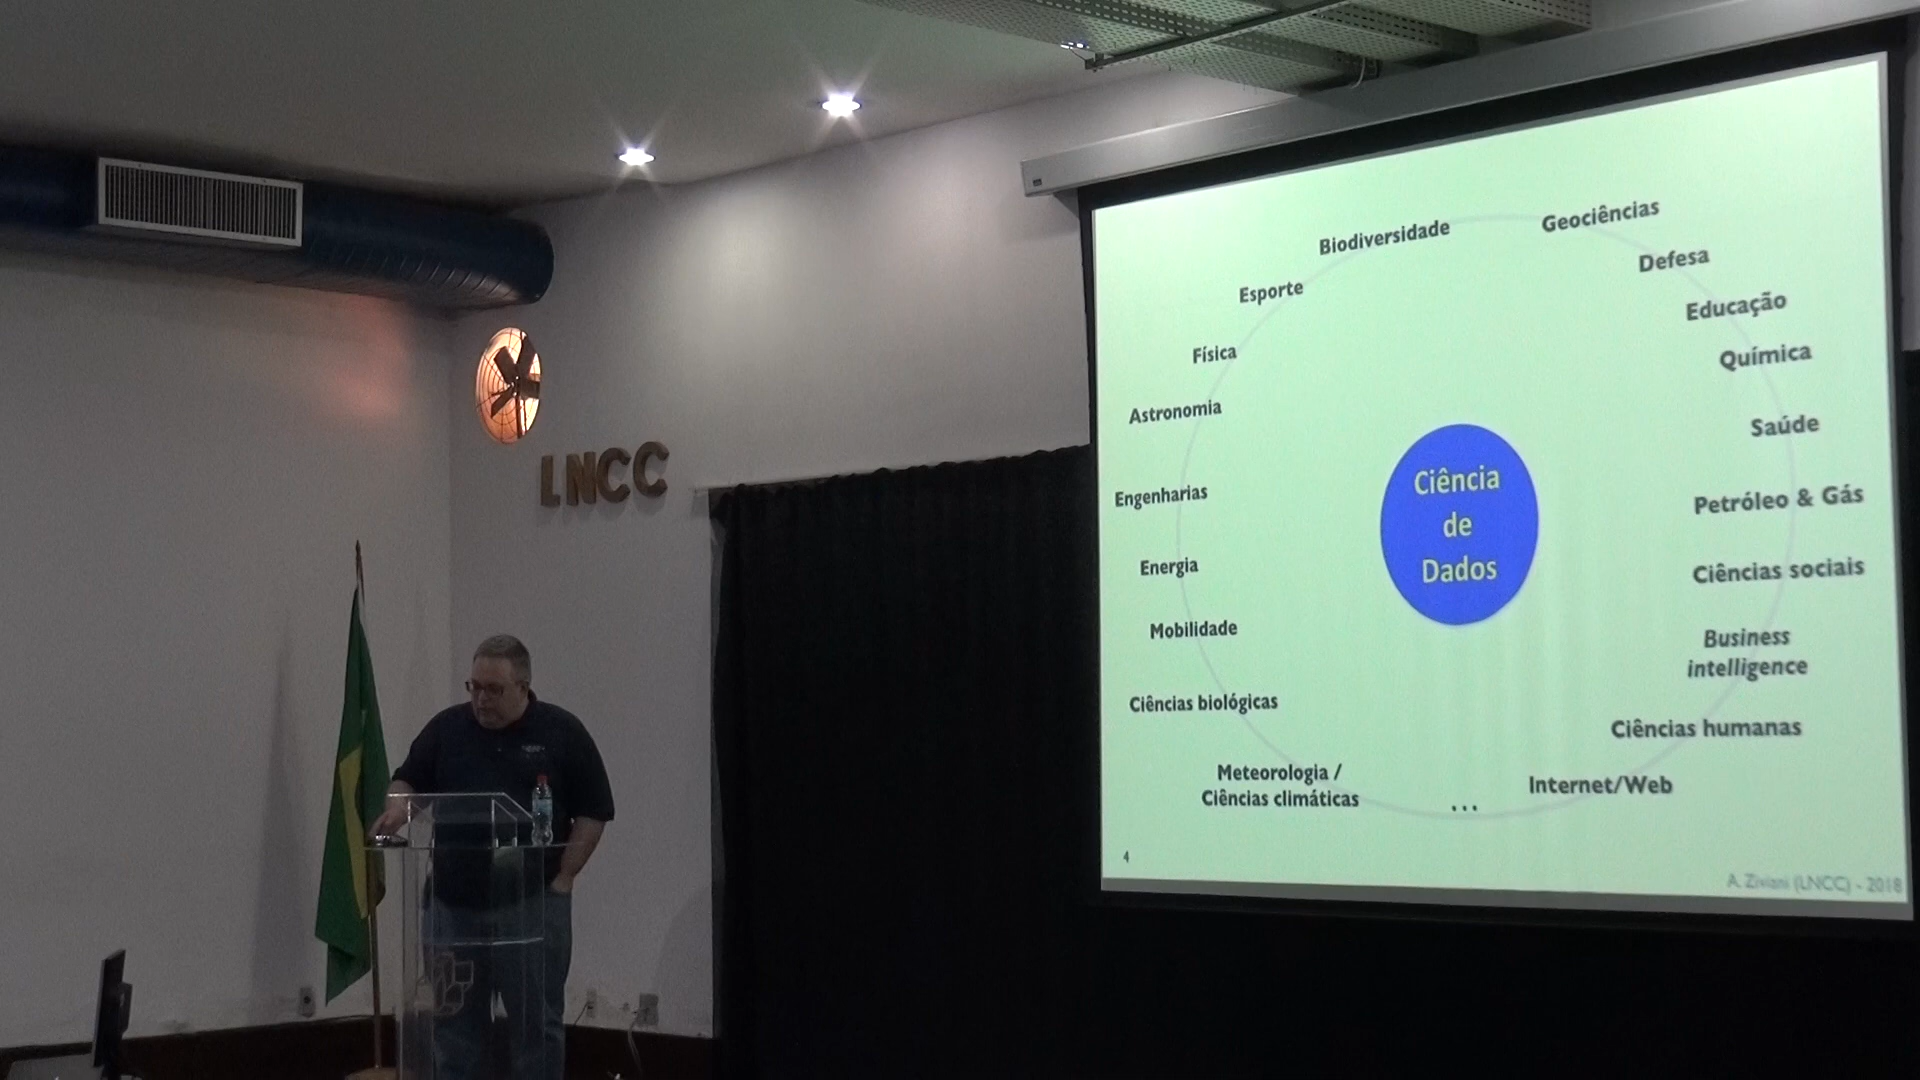 LNCC
Biodiversidade
Geociências
Esporte
Defesa
Educação
Física
Química
Astronomia
Saúde
Ciência
de
Dados
Engenharias
Petróleo & Gás
Energia
Ciências sociais
Mobilidade
Business
intelligence
Ciências biológicas
Ciências humanas
Meteorologia /
Ciências climáticas
...
Internet/Web
4
A. Ziviani (LNCC) - 2018